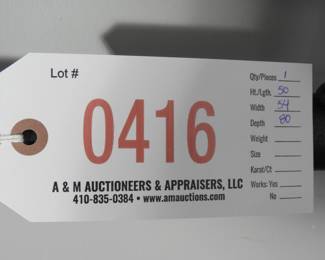 Lot #
0416
A & M AUCTIONEERS & APPRAISERS, LLC
410-835-0384 • www.amauctions.com
Qty/Pieces 1
Ht./Lgth 50
Width 54
Depth 80
Weight
Size
Karat/Ct
Works: Yes
No